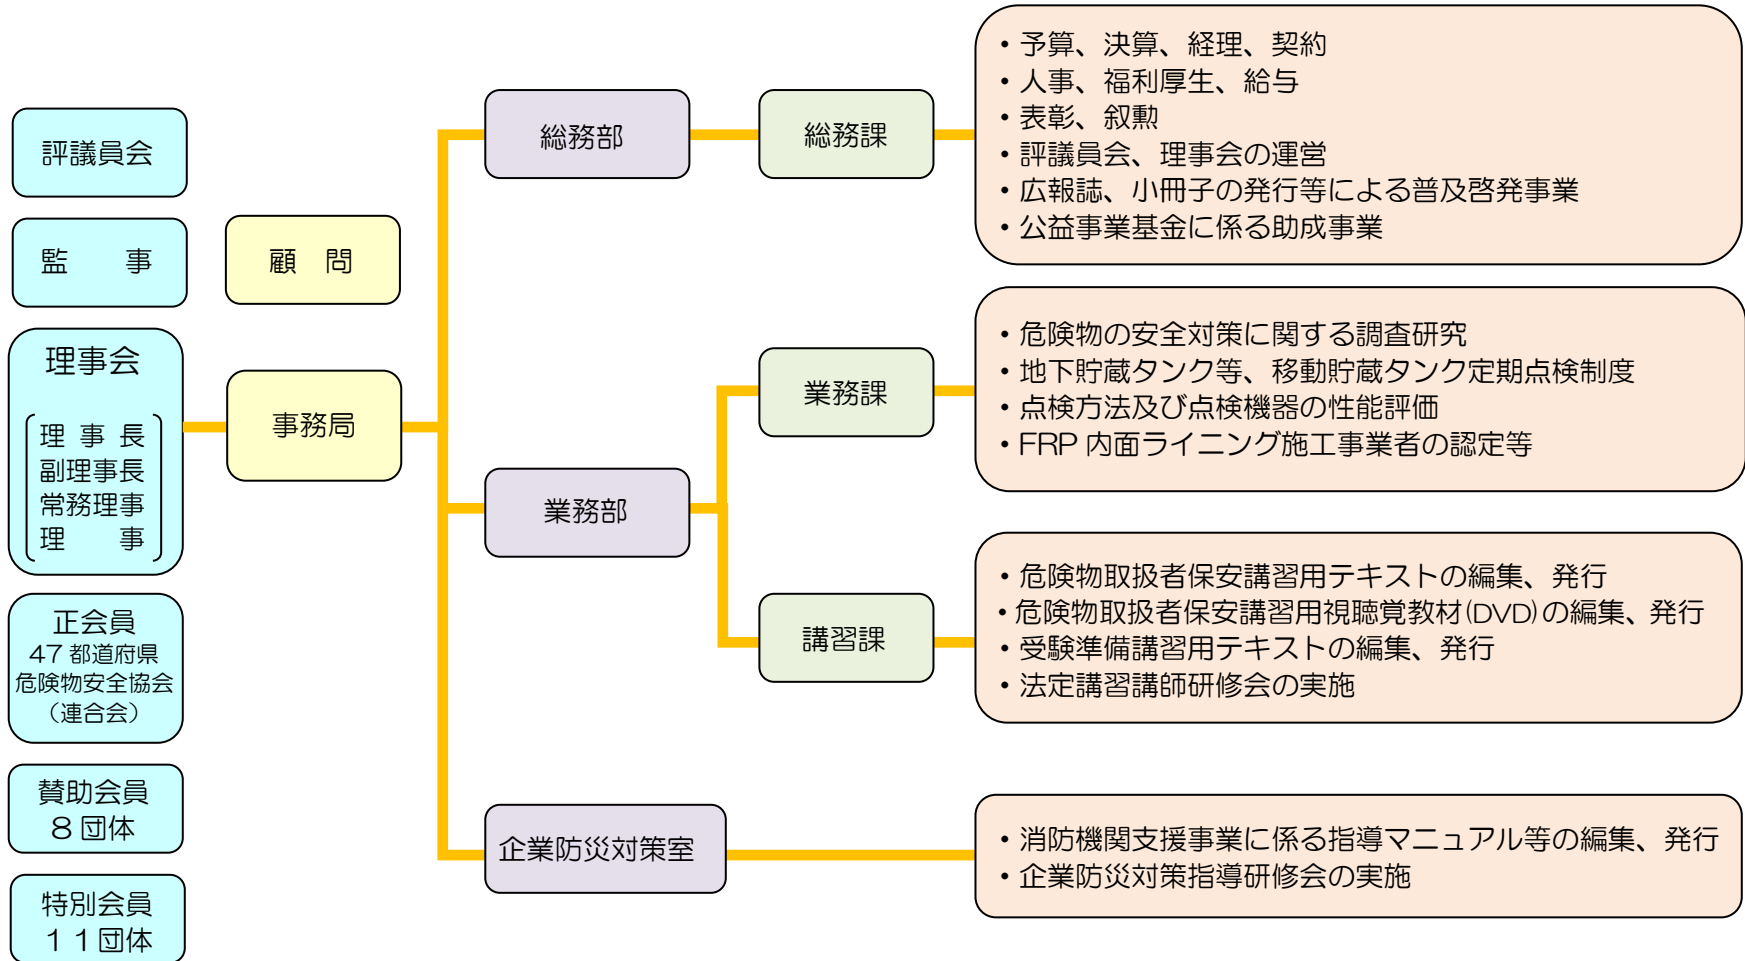 評議員会
監　　事
理事会
理 事 長
副理事長
常務理事
理　　事
正会員
47 都道府県
危険物安全協会
（連合会）
賛助会員
８団体
特別会員
１１団体
顧　問
事務局
総務部
業務部
企業防災対策室
総務課
業務課
講習課
・予算、決算、経理、契約
・人事、福利厚生、給与
・表彰、叙勲
・評議員会、理事会の運営
・広報誌、小冊子の発行等による普及啓発事業
・公益事業基金に係る助成事業
・危険物の安全対策に関する調査研究
・地下貯蔵タンク等、移動貯蔵タンク定期点検制度
・点検方法及び点検機器の性能評価
・FRP 内面ライニング施工事業者の認定等
・危険物取扱者保安講習用テキストの編集、発行
・危険物取扱者保安講習用視聴覚教材(DVD)の編集、発行
・受験準備講習用テキストの編集、発行
・法定講習講師研修会の実施
・消防機関支援事業に係る指導マニュアル等の編集、発行
・企業防災対策指導研修会の実施